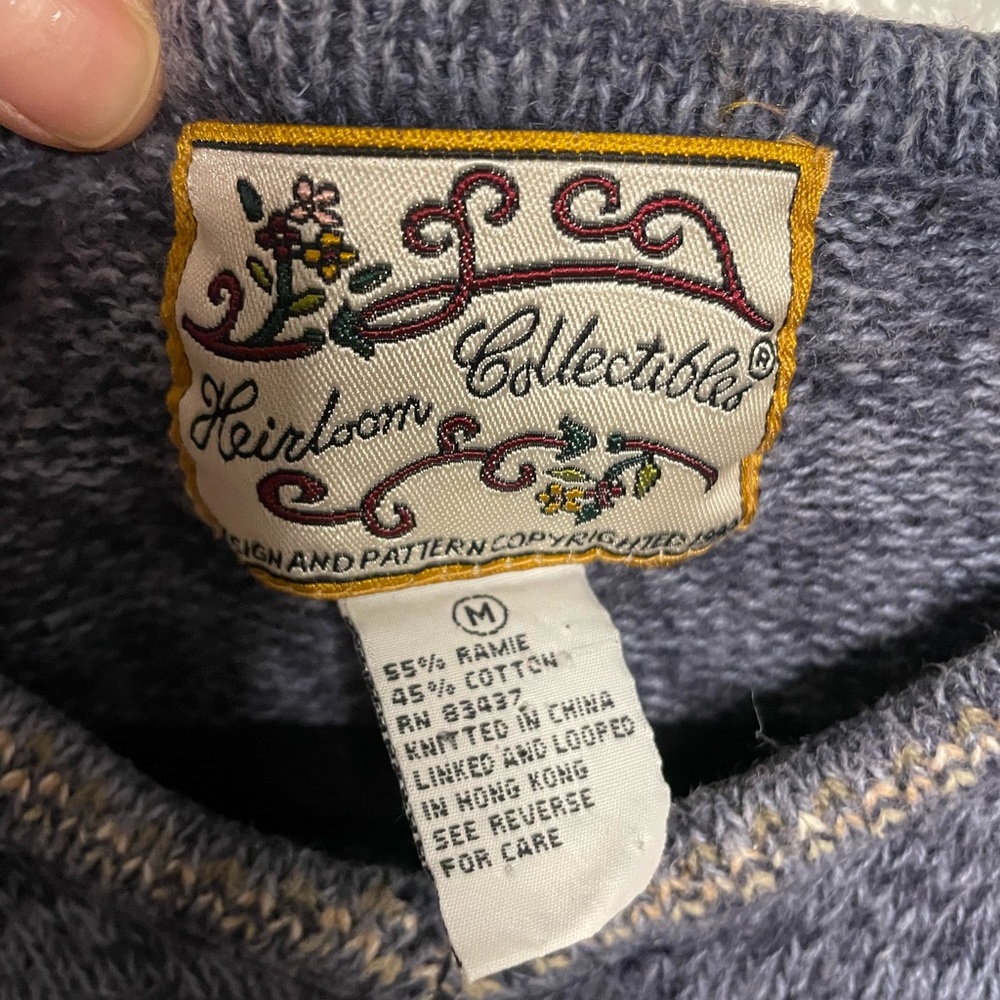 Heirloom Collectibles®
SIGN AND PATTERN COPYRIGHTED
M
55% RAMIE
45% COTTON
RN 83437
KNITTED IN CHINA
LINKED AND LOOPED
IN HONG KONG
SEE REVERSE
FOR CARE